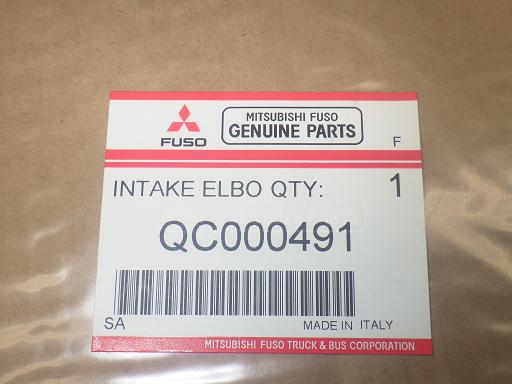 MITSUBISHI FUSO
GENUINE PARTS
FUSO
F
INTAKE ELBO QTY: 1
QC000491
SA MADE IN ITALY
MITSUBISHI FUSO TRUCK & BUS CORPORATION